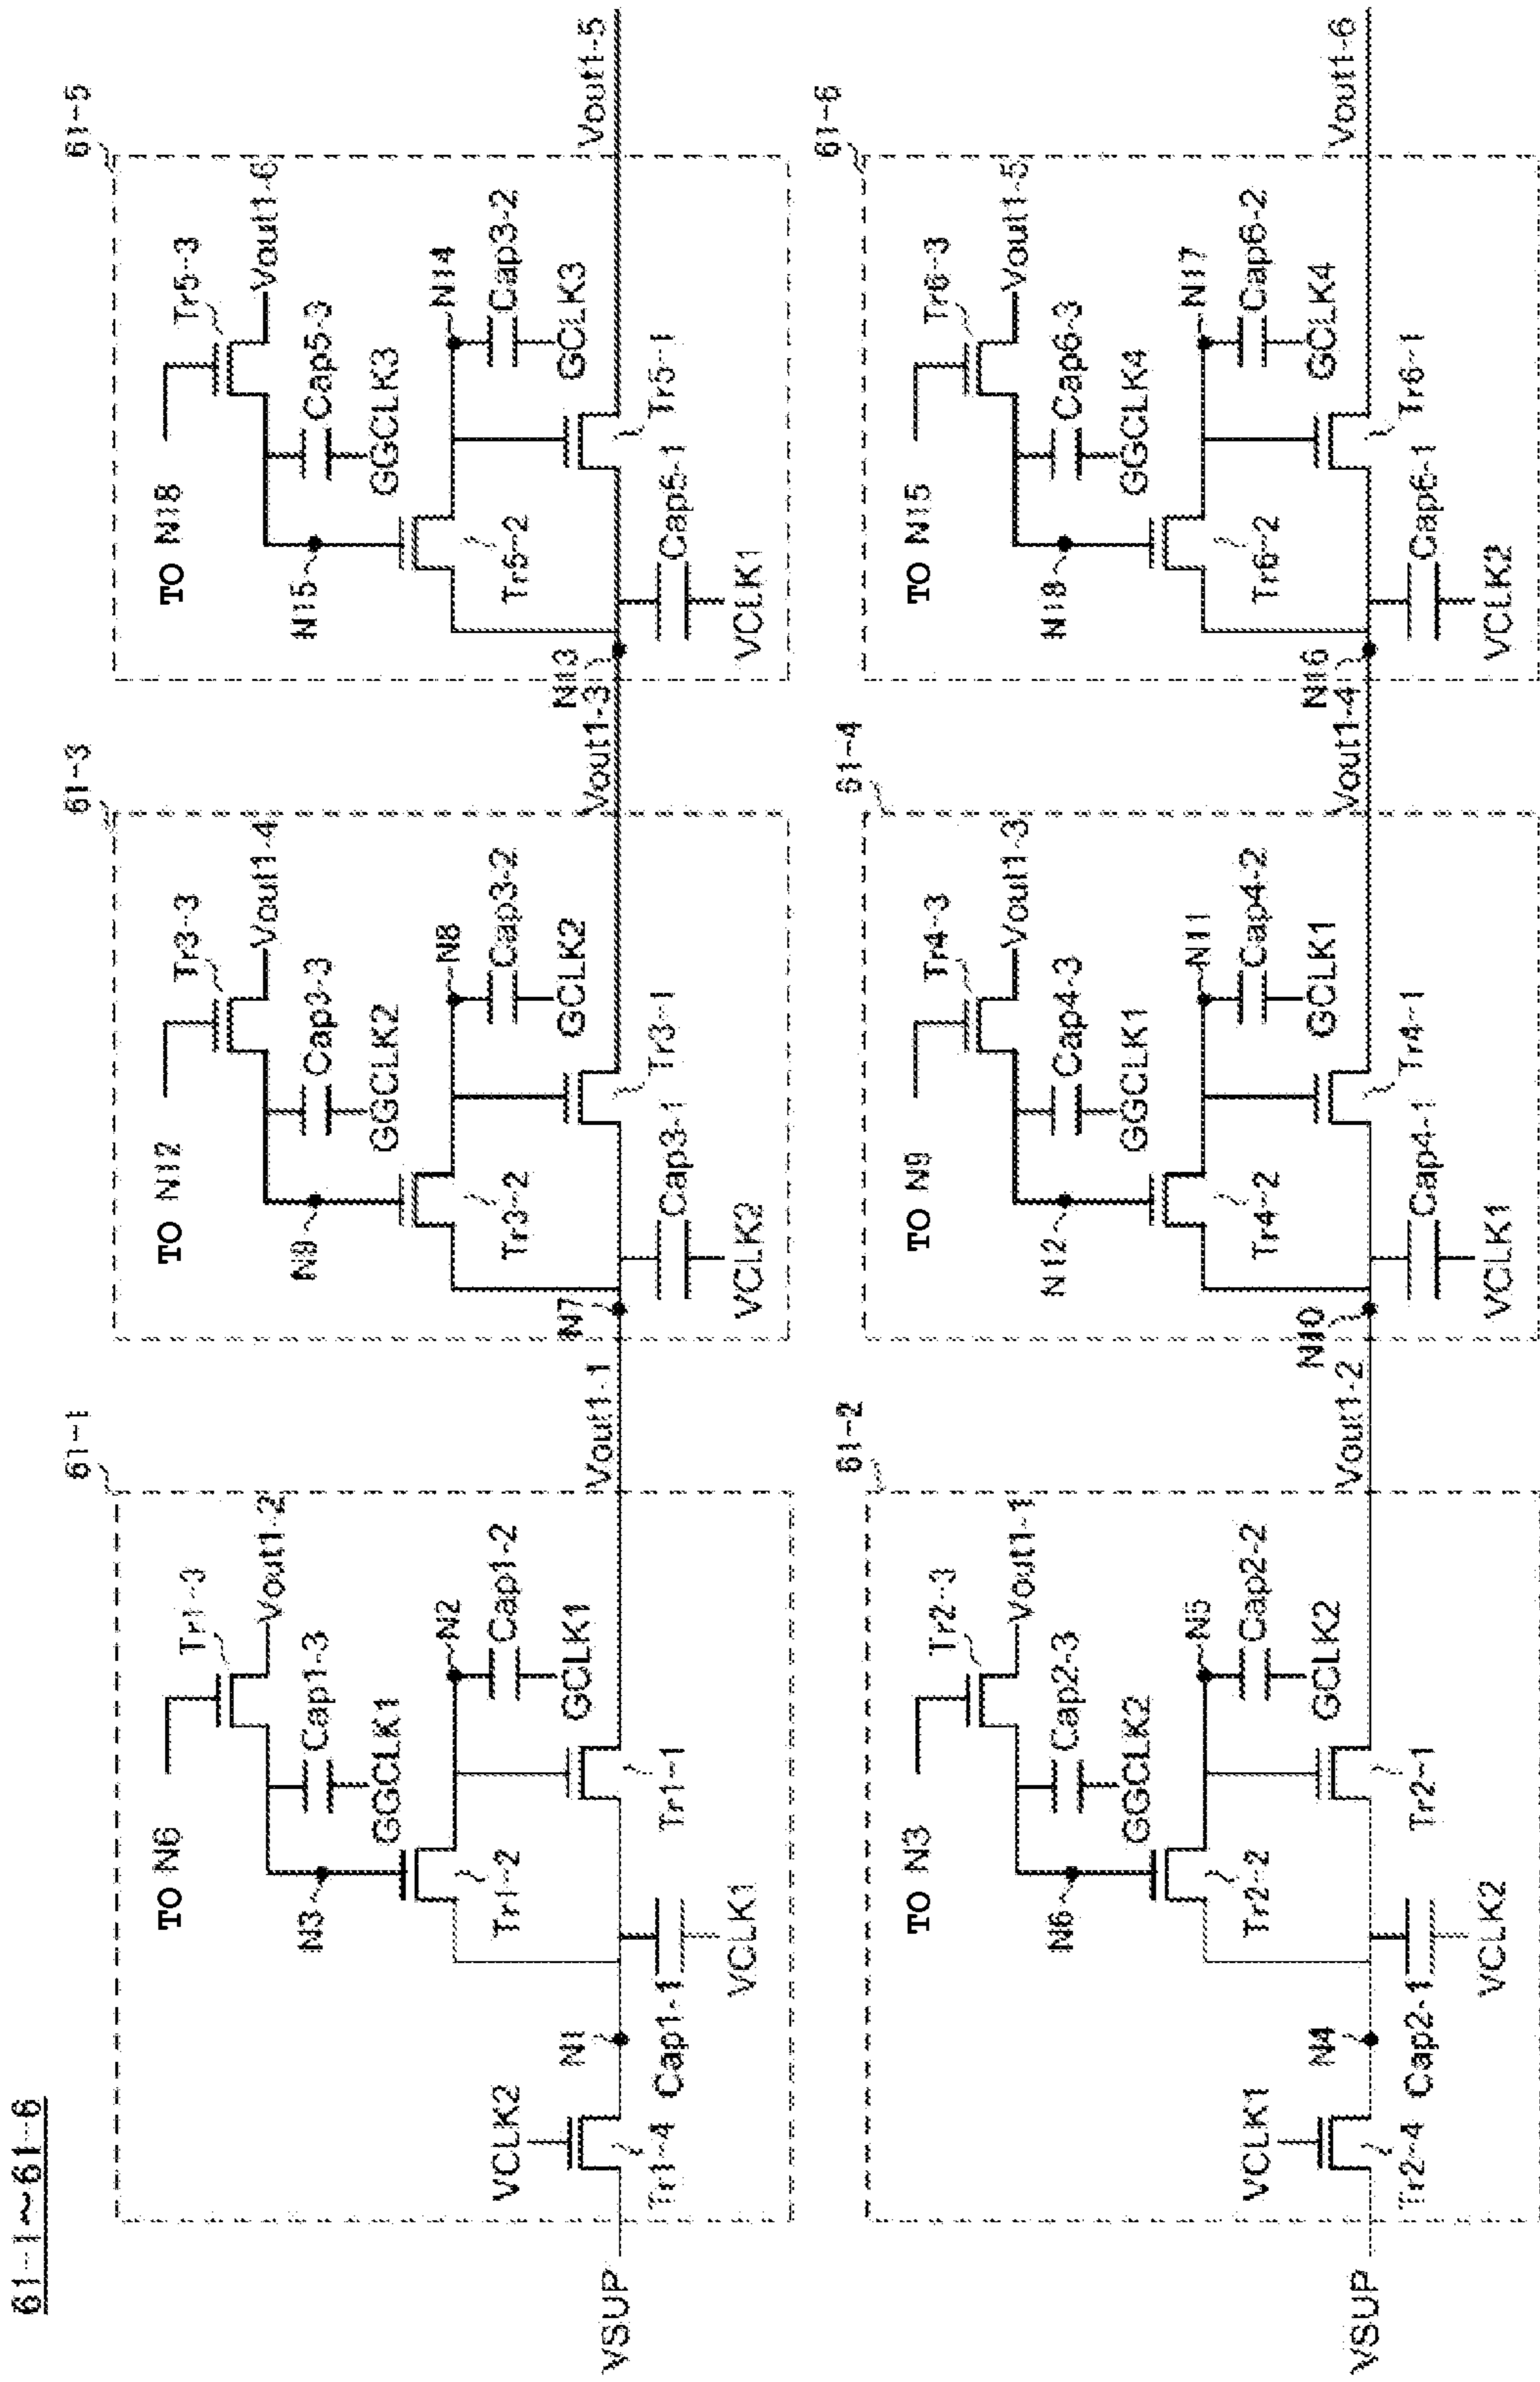 61-1~61-6
61-1
TO N6
Tr1-3
Vout1-2
N3
Cap1-3
GGCLK1
N2
Tr1-2
Cap1-2
GCLK1
VCLK2
N1
Tr1-1
Vout1-1
VSUP
Tr1-4
Cap1-1
VCLK1
61-3
TO N12
Tr3-3
Vout1-4
N9
Cap3-3
GGCLK2
N8
Tr3-2
Cap3-2
GCLK2
N7
Tr3-1
Vout1-3
Cap3-1
VCLK2
61-5
TO N18
Tr5-3
Vout1-6
N15
Cap5-3
GGCLK3
N14
Tr5-2
Cap3-2
GCLK3
N13
Tr5-1
Vout1-5
Cap5-1
VCLK1
61-2
TO N3
Tr2-3
Vout1-1
N6
Cap2-3
GGCLK2
N5
Tr2-2
Cap2-2
GCLK2
VCLK1
N4
Tr2-1
Vout1-2
VSUP
Tr2-4
Cap2-1
VCLK2
61-4
TO N9
Tr4-3
Vout1-3
N12
Cap4-3
GGCLK1
N11
Tr4-2
Cap4-2
GCLK1
N10
Tr4-1
Vout1-4
Cap4-1
VCLK1
61-6
TO N15
Tr6-3
Vout1-5
N18
Cap6-3
GGCLK4
N17
Tr6-2
Cap6-2
GCLK4
N16
Tr6-1
Vout1-6
Cap6-1
VCLK2